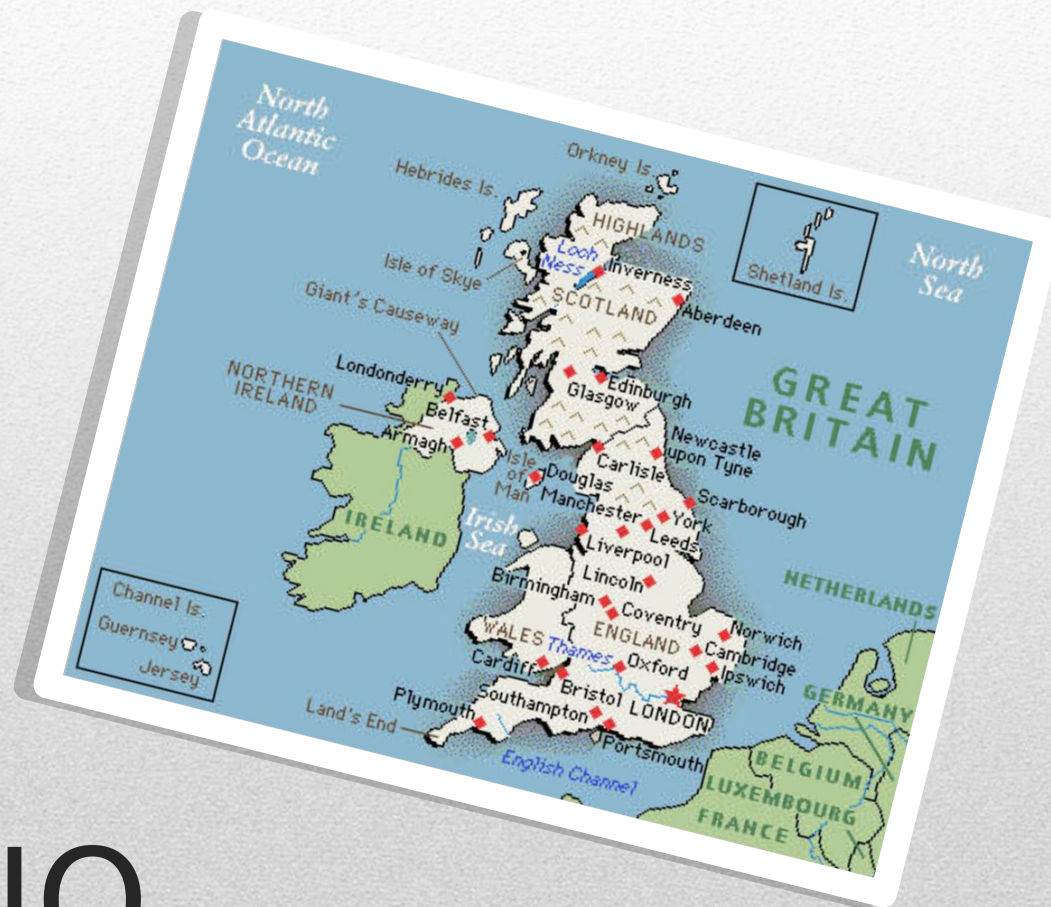 North
Atlantic
Ocean
Orkney Is.
Hebrides Is.
HIGHLANDS
Loch
Ness
Inverness
North
Sea
Shetland Is.
Isle of Skye
SCOTLAND
Aberdeen
Giant's Causeway
Londonderry
NORTHERN
IRELAND
Edinburgh
Glasgow
GREAT
BRITAIN
Belfast
Armagh
Newcastle
upon Tyne
Carlisle
Isle
of
Man
Douglas
Scarborough
Manchester
York
Leeds
IRELAND
Irish
Sea
Liverpool
Lincoln
NETHERLANDS
Birmingham
Coventry
Norwich
Channel Is.
Guernsey
Jersey
WALES
ENGLAND
Cambridge
Thames
Oxford
Ipswich
Cardiff
GERMANY
Bristol
LONDON
Plymouth
Southampton
Land's End
Portsmouth
English Channel
BELGIUM
LUXEMBOURG
FRANCE